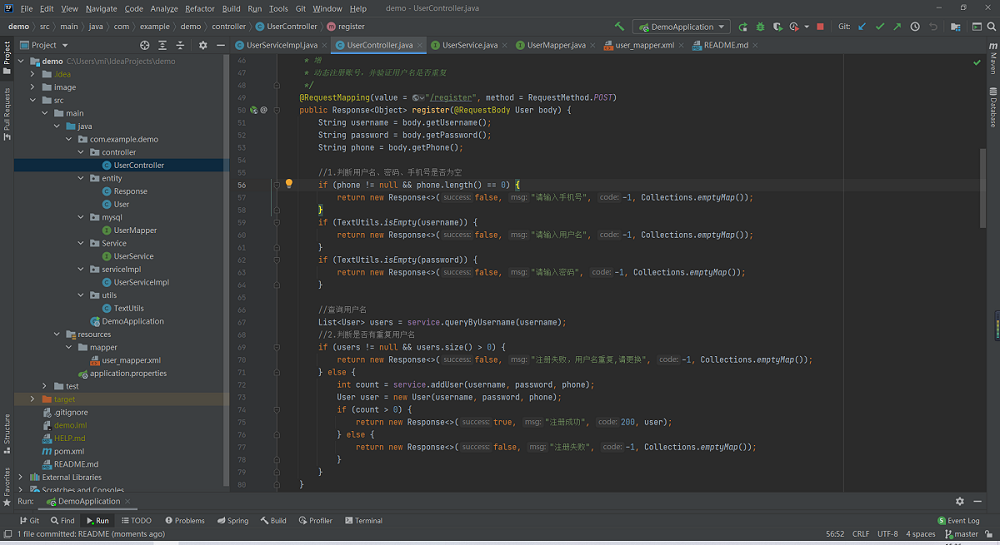 File Edit View Navigate Code Analyze Refactor Build Run Tools Git Window Help demo - UserController.java
demo src main java com example demo controller UserController register
DemoApplication
Git:
Project
UserServiceImpl.java UserController.java UserService.java UserMapper.java user_mapper.xml README.md
demo C:\Users\ml\IdeaProjects\demo
.idea
image
src
main
java
com.example.demo
controller
UserController
entity
Response
User
mysql
UserMapper
Service
UserService
serviceImpl
UserServiceImpl
utils
TextUtils
DemoApplication
resources
mapper
user_mapper.xml
application.properties
test
target
.gitignore
demo.iml
HELP.md
pom.xml
README.md
External Libraries
Scratches and Consoles
46 * 增
47 * 动态注册账号，并验证用户名是否重复
48 */
49 @RequestMapping(value = "/register", method = RequestMethod.POST)
50 public Response<Object> register(@RequestBody User body) {
51 String username = body.getUsername();
52 String password = body.getPassword();
53 String phone = body.getPhone();
54
55 //1.判断用户名、密码、手机号是否为空
56 if (phone != null && phone.length() == 0) {
57 return new Response<>( success: false, msg: "请输入手机号", code: -1, Collections.emptyMap());
58 }
59 if (TextUtils.isEmpty(username)) {
60 return new Response<>( success: false, msg: "请输入用户名", code: -1, Collections.emptyMap());
61 }
62 if (TextUtils.isEmpty(password)) {
63 return new Response<>( success: false, msg: "请输入密码", code: -1, Collections.emptyMap());
64 }
65
66 //查询用户名
67 List<User> users = service.queryByUsername(username);
68 //2.判断是否有重复用户名
69 if (users != null && users.size() > 0) {
70 return new Response<>( success: false, msg: "注册失败，用户名重复,请更换", code: -1, Collections.emptyMap());
71 } else {
72 int count = service.addUser(username, password, phone);
73 User user = new User(username, password, phone);
74 if (count > 0) {
75 return new Response<>( success: true, msg: "注册成功", code: 200, user);
76 } else {
77 return new Response<>( success: false, msg: "注册失败", code: -1, Collections.emptyMap());
78 }
79 }
80 }
Project
Pull Requests
Structure
Favorites
Maven
Database
Run: DemoApplication
Git Find Run TODO Problems Spring Build Profiler Terminal Event Log
1 file committed: README (moments ago) 56:52 CRLF UTF-8 4 spaces master